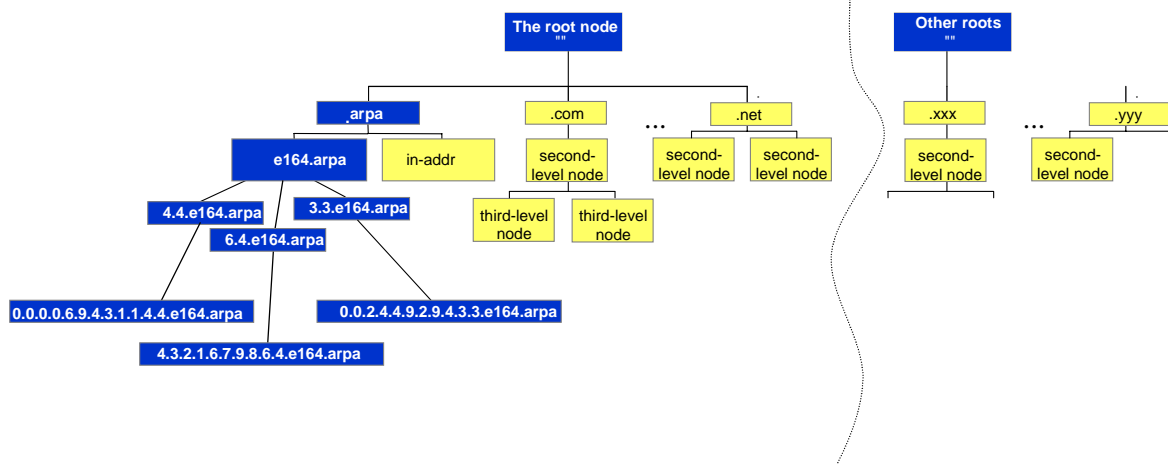 The root node
""
Other roots
""
.arpa
.com
...
.net
.xxx
...
.yyy
e164.arpa
in-addr
second-
level node
second-
level node
second-
level node
second-
level node
second-
level node
4.4.e164.arpa
3.3.e164.arpa
6.4.e164.arpa
third-level
node
third-level
node
0.0.0.0.6.9.4.3.1.1.4.4.e164.arpa
0.0.2.4.4.9.2.9.4.3.3.e164.arpa
4.3.2.1.6.7.9.8.6.4.e164.arpa